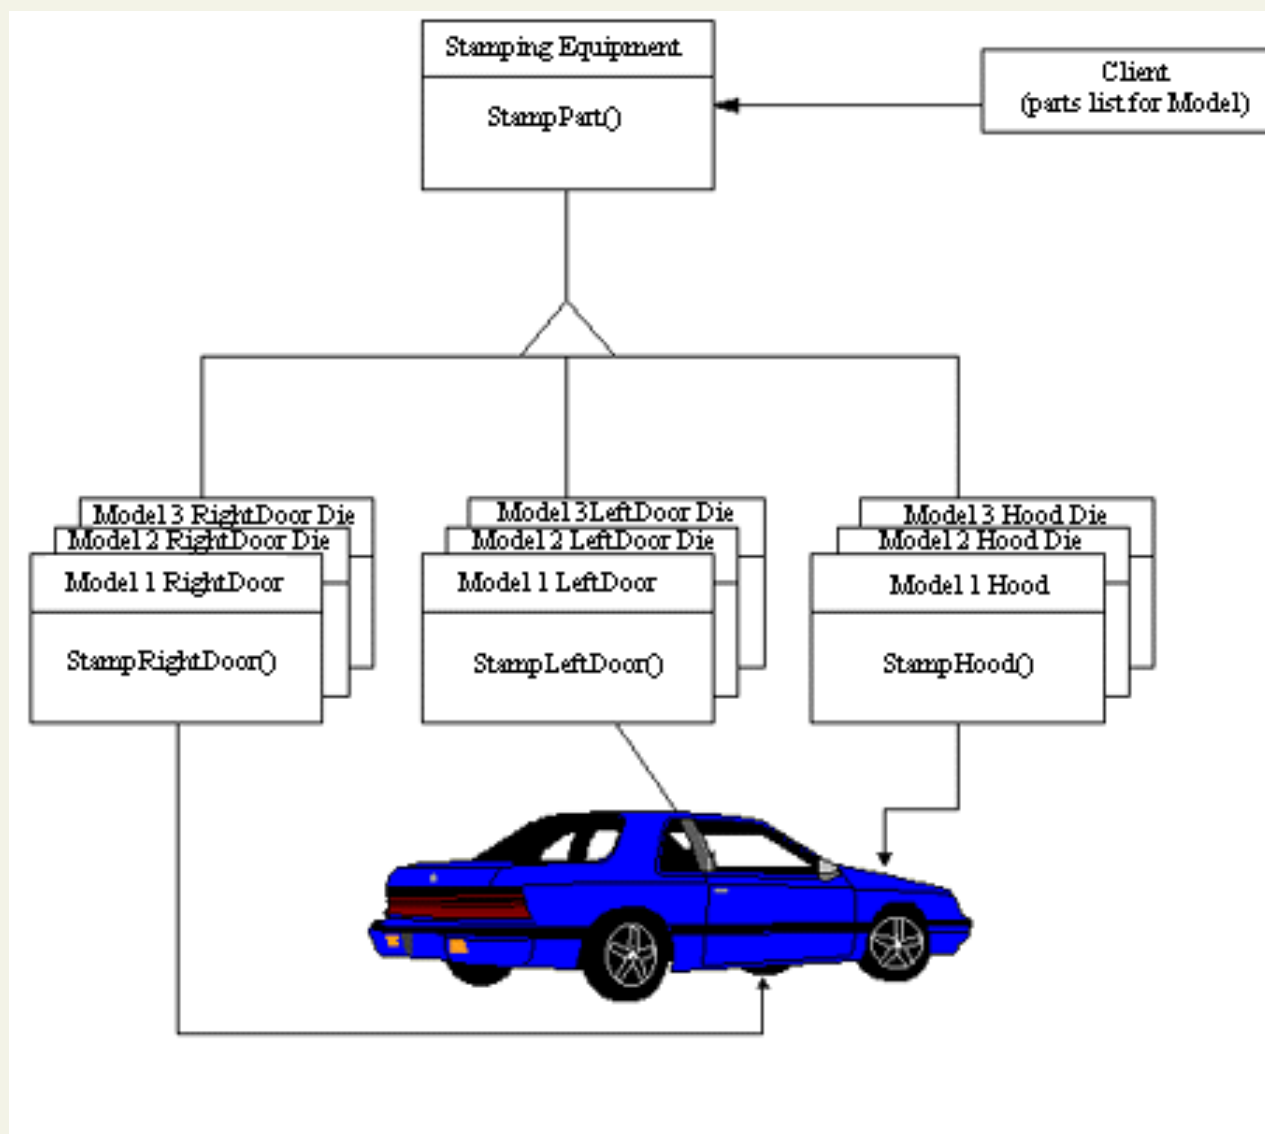 Stamping Equipment
StampPart()
Client
(parts list for Model)
Model 3 RightDoor Die
Model 2 RightDoor Die
Model 1 RightDoor
StampRightDoor()
Model 3 LeftDoor Die
Model 2 LeftDoor Die
Model 1 LeftDoor
StampLeftDoor()
Model 3 Hood Die
Model 2 Hood Die
Model 1 Hood
StampHood()